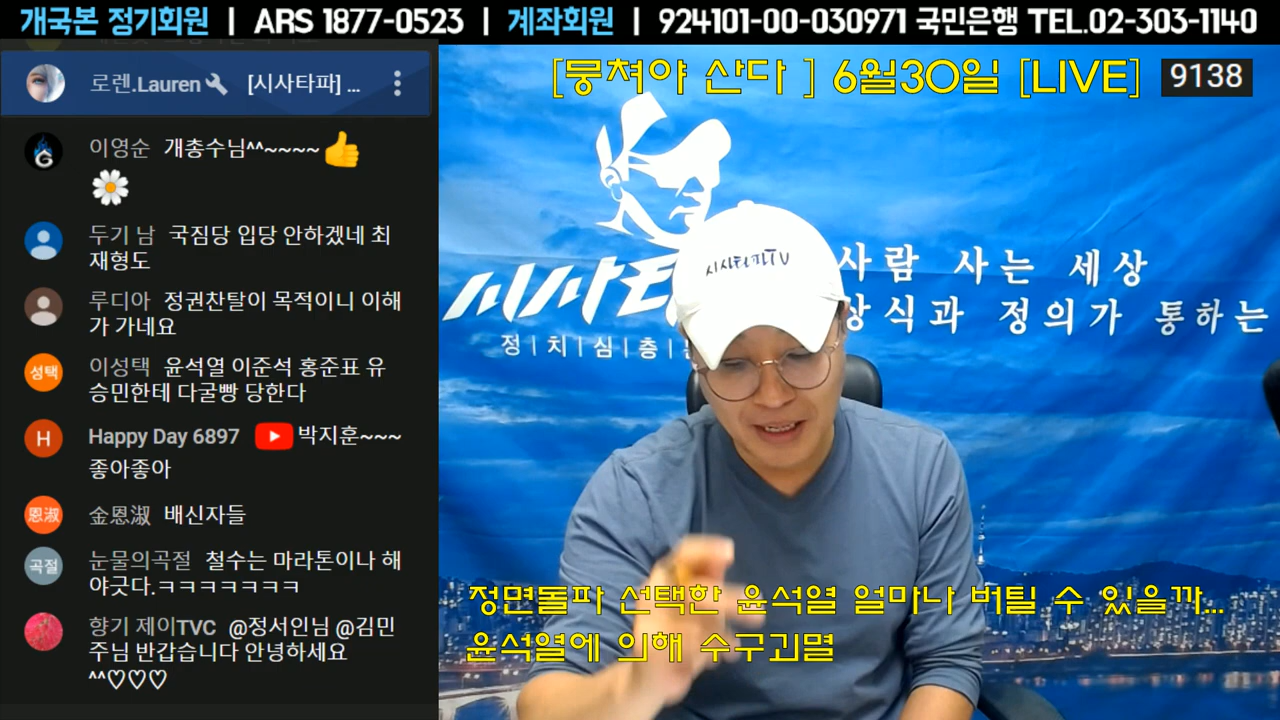 개국본 정기회원 | ARS 1877-0523 | 계좌회원 | 924101-00-030971 국민은행 TEL.02-303-1140
로렌.Lauren [시사타파] ...
이영순 개총수님^^~~~~👍
🌼
두기 남 국짐당 입당 안하겠네 최
재형도
루디아 정권찬탈이 목적이니 이해
가 가네요
성택 이성택 윤석열 이준석 홍준표 유
승민한테 다굴빵 당한다
H Happy Day 6897 박지훈~~~
좋아좋아
恩淑 金恩淑 배신자들
곡절 눈물의곡절 철수는 마라톤이나 해
야긋다.ㅋㅋㅋㅋㅋㅋㅋ
향기 제이TVC @정서인님 @김민
주님 반갑습니다 안녕하세요
^^♡♡♡
[뭉쳐야 산다 ] 6월30일 [LIVE] 9138
시사타파TV
시사타
정|치|심|층|
사람 사는 세상
상식과 정의가 통하는
정면돌파 선택한 윤석열 얼마나 버틸 수 있을까...
윤석열에 의해 수구괴멸